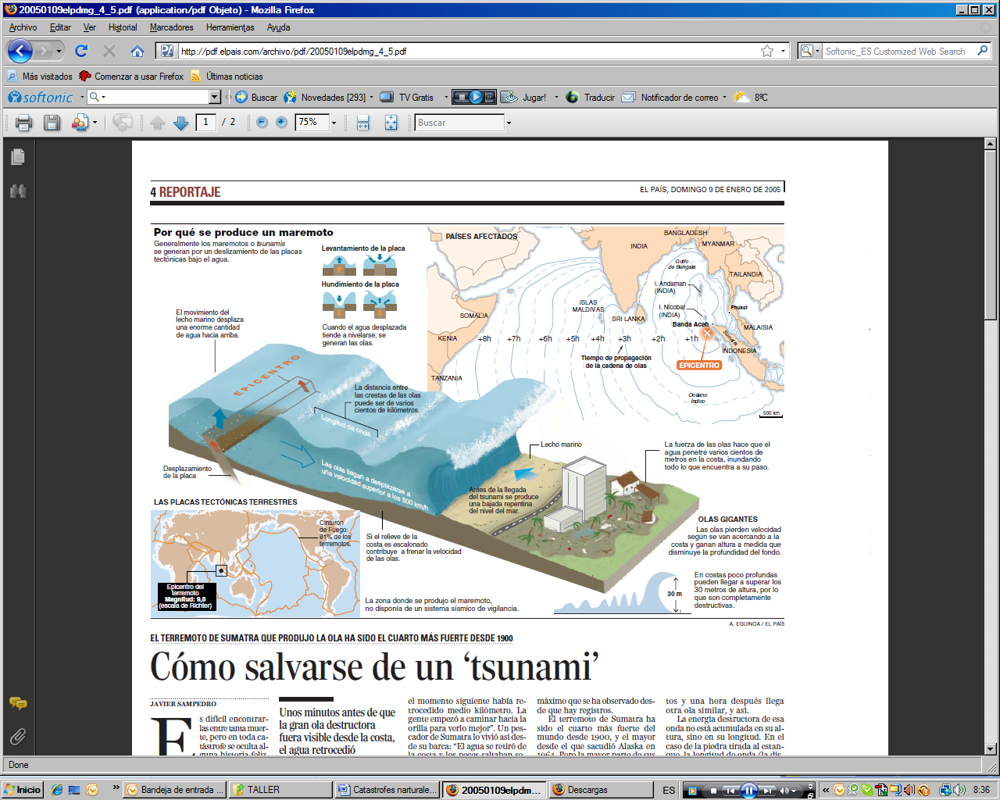 20050109elpdmg_4_5.pdf (application/pdf Objeto) - Mozilla Firefox
Archivo Editar Ver Historial Marcadores Herramientas Ayuda
http://pdf.elpais.com/archivo/pdf/20050109elpdmg_4_5.pdf
Softonic_ES Customized Web Search
Más visitados Comenzar a usar Firefox Últimas noticias
softonic Buscar Novedades [293] TV Gratis Jugar! Traducir Notificador de correo 8ºC
1 / 2 75% Buscar
4 REPORTAJE
EL PAÍS, DOMINGO 9 DE ENERO DE 2005
Por qué se produce un maremoto
Generalmente los maremotos o tsunamis
se generan por un deslizamiento de las placas
tectónicas bajo el agua.
Levantamiento de la placa
Hundimiento de la placa
Cuando el agua desplazada
tiende a nivelarse, se
generan las olas.
El movimiento del
lecho marino desplaza
una enorme cantidad
de agua hacia arriba.
PAÍSES AFECTADOS
BANGLADESH
INDIA
MYANMAR
Golfo
de Bengala
TAILANDIA
I. Andaman
(INDIA)
ISLAS
MALDIVAS
I. Nicobar
(INDIA)
Phuket
SOMALIA
SRI LANKA
Banda Aceh
MALAISIA
KENIA
+8h +7h +6h +5h +4h +3h +2h +1h
Sumatra
INDONESIA
Tiempo de propagación
de la cadena de olas
EPICENTRO
TANZANIA
Océano
Índico
500 km
EPICENTRO
La distancia entre
las crestas de las olas
puede ser de varios
cientos de kilómetros.
Longitud de onda
Lecho marino
La fuerza de las olas hace que el
agua penetre varios cientos de
metros en la costa, inundando
todo lo que encuentra a su paso.
Desplazamiento
de la placa
Las olas llegan a desplazarse a
una velocidad superior a los 500 km/h
Antes de la llegada
del tsunami se produce
una bajada repentina
del nivel del mar.
LAS PLACAS TECTÓNICAS TERRESTRES
Cinturón
de Fuego:
81% de los
terremotos.
Epicentro del
terremoto
Magnitud: 9,0
(escala de Richter)
Si el relieve de la
costa es escalonado
contribuye a frenar la velocidad
de las olas.
OLAS GIGANTES
Las olas pierden velocidad
según se van acercando a la
costa y ganan altura a medida que
disminuye la profundidad del fondo.
La zona donde se produjo el maremoto,
no disponía de un sistema sísmico de vigilancia.
30 m
En costas poco profundas
pueden llegar a superar los
30 metros de altura, por lo
que son completamente
destructivas.
A. EGUINOA / EL PAÍS
EL TERREMOTO DE SUMATRA QUE PRODUJO LA OLA HA SIDO EL CUARTO MÁS FUERTE DESDE 1900
Cómo salvarse de un ‘tsunami’
JAVIER SAMPEDRO
Es difícil encontrar-
las entre tanta muer-
te, pero en toda ca-
tástrofe se oculta al-
guna historia feliz.
Unos minutos antes de que
la gran ola destructora
fuera visible desde la costa,
el agua retrocedió
el momento siguiente había re-
trocedido medio kilómetro. La
gente empezó a caminar hacia la
orilla para verlo mejor". Un pes-
cador de Sumatra lo vivió así des-
de su barca: "El agua se retiró de
la costa y los peces saltaban so-
máximo que se ha observado des-
de que hay registros.
El terremoto de Sumatra ha
sido el cuarto más fuerte del
mundo desde 1900, y el mayor
desde el que sacudió Alaska en
1964. Pero la mayor parte de sus
tos y una hora después llega
otra ola similar, y así.
La energía destructora de esa
onda no está acumulada en su al-
tura, sino en su longitud. En el
caso de la piedra tirada al estan-
que, la longitud de onda (la dis-
Done
Inicio Bandeja de entrada ... TALLER Catastrofes narturale... 20050109elpdm... Descargas ES 8:36